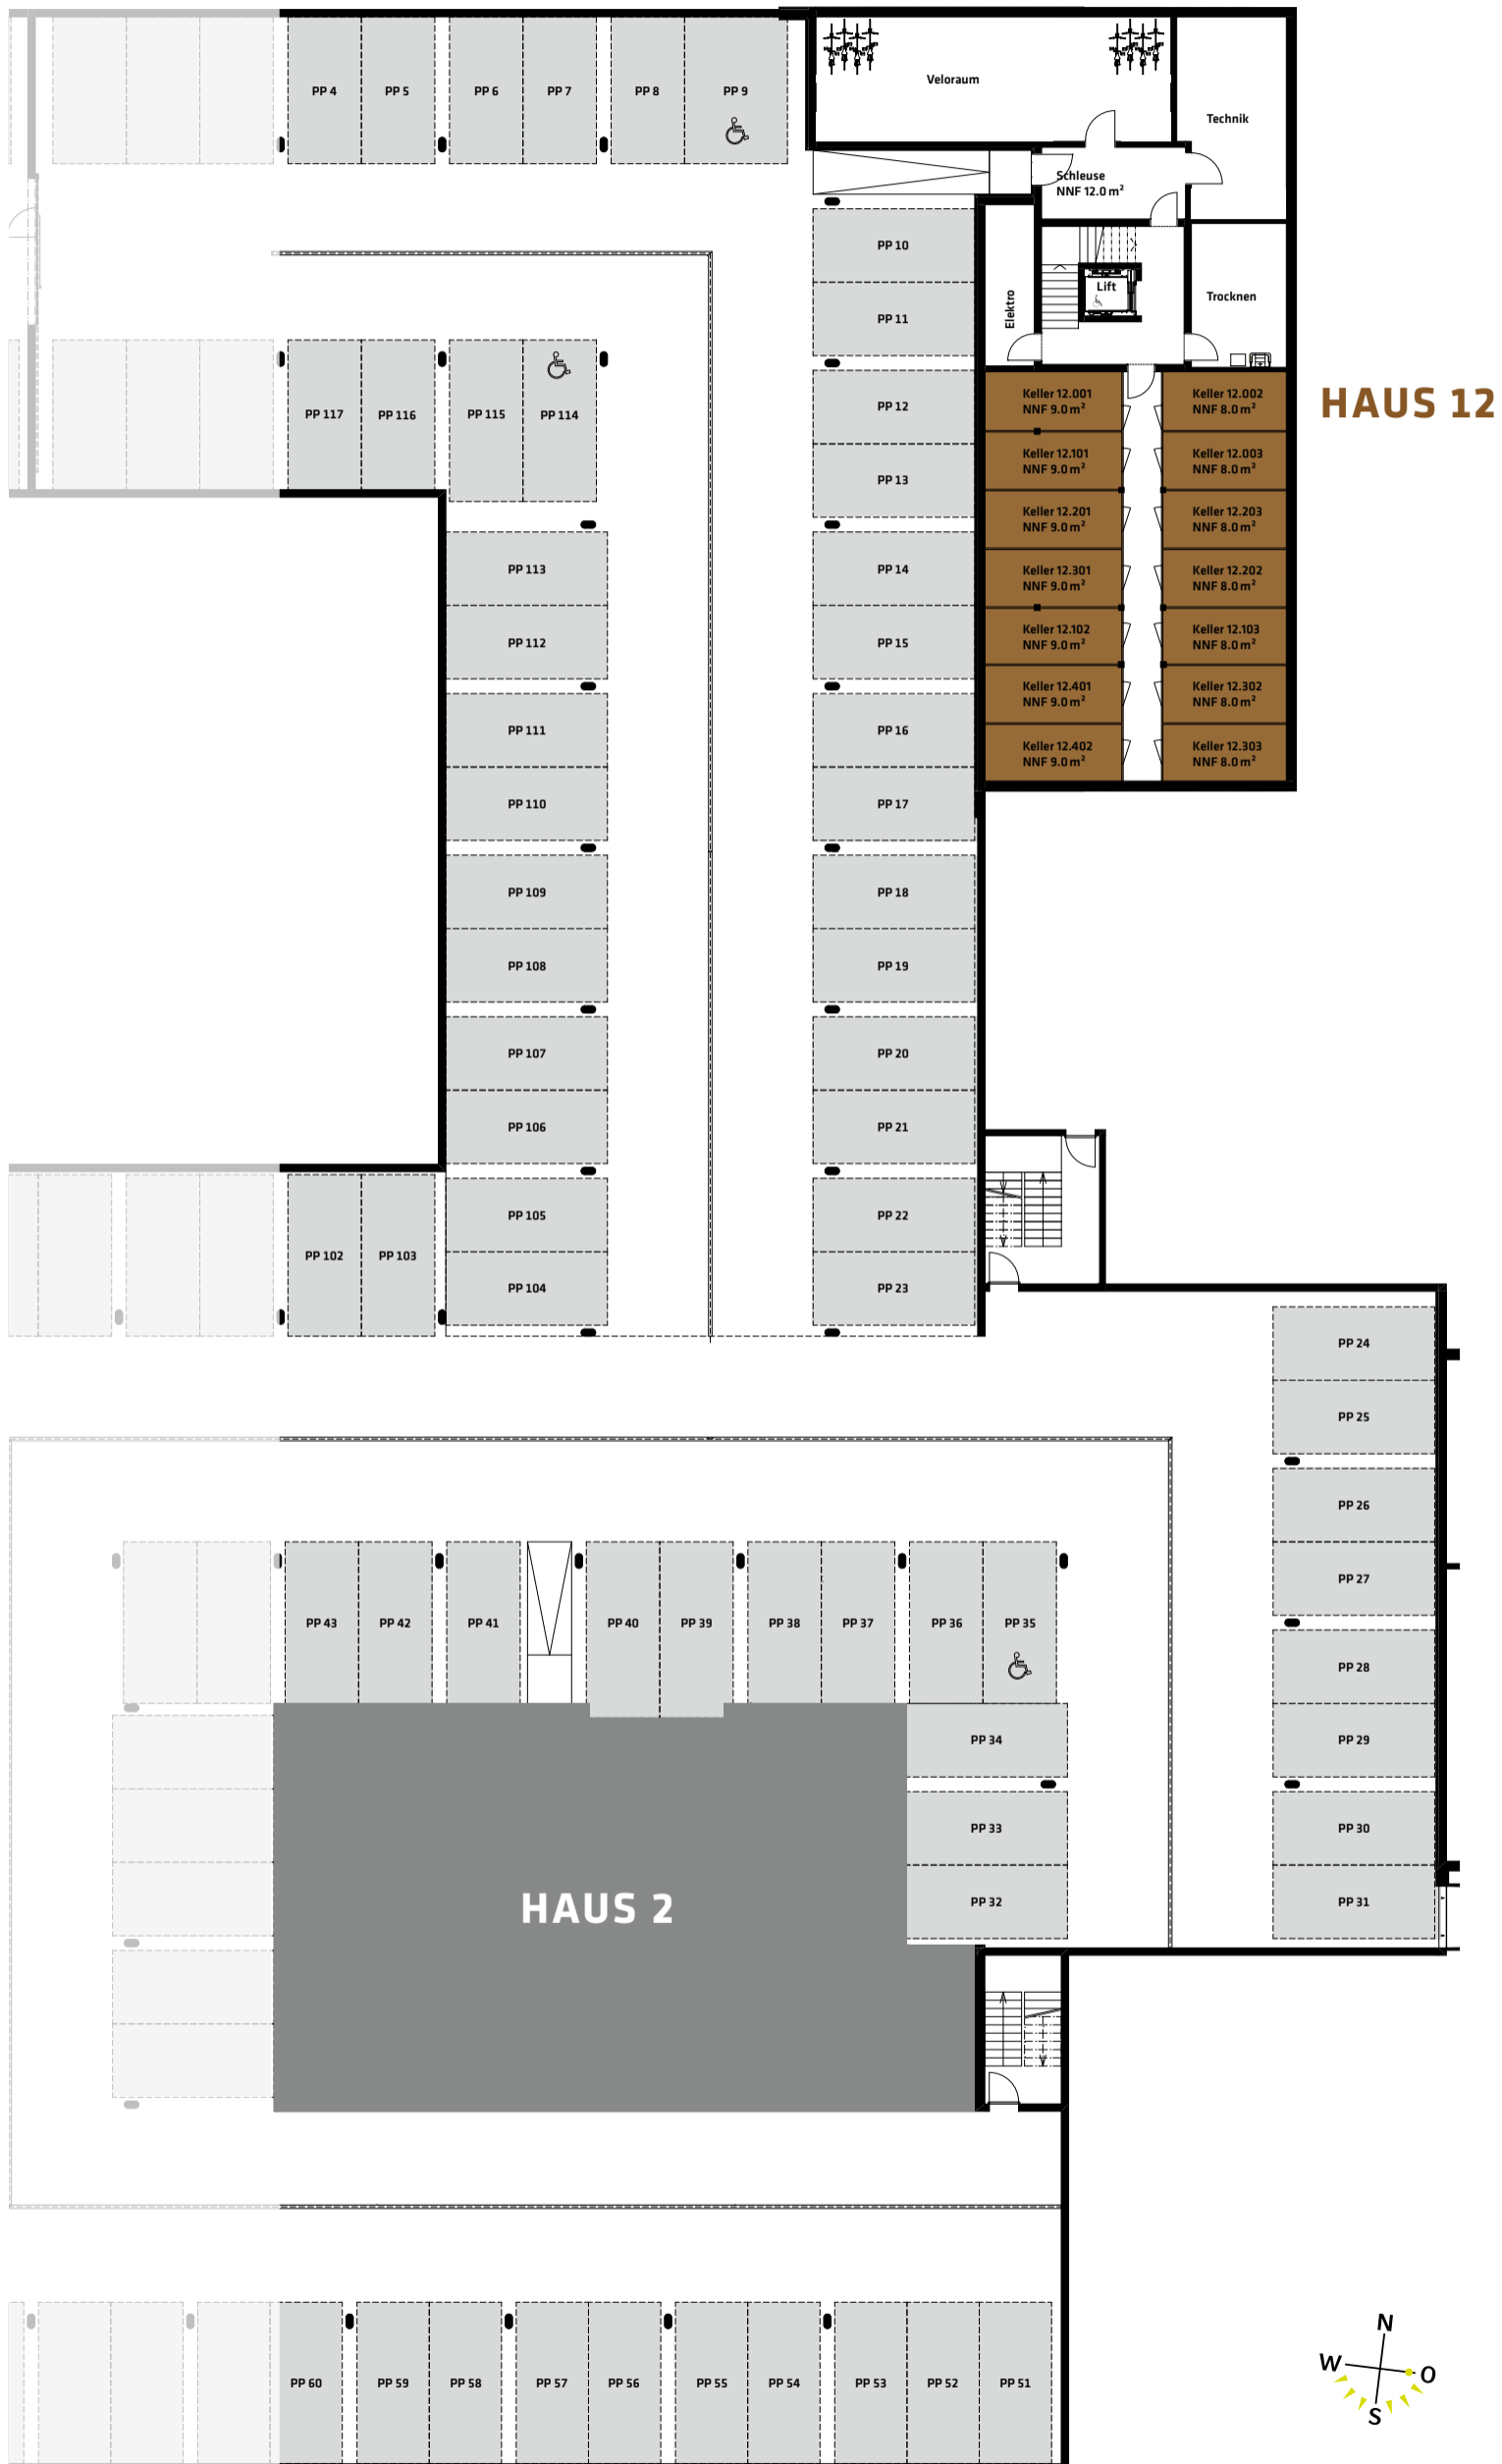 PP 4
PP 5
PP 6
PP 7
PP 8
PP 9
Veloraum
Technik
Schleuse
NNF 12.0 m²
PP 10
PP 11
Elektro
Lift
Trocknen
PP 117
PP 116
PP 115
PP 114
PP 12
PP 13
Keller 12.001
NNF 9.0 m²
Keller 12.002
NNF 8.0 m²
HAUS 12
Keller 12.101
NNF 9.0 m²
Keller 12.003
NNF 8.0 m²
Keller 12.201
NNF 9.0 m²
Keller 12.203
NNF 8.0 m²
Keller 12.301
NNF 9.0 m²
Keller 12.202
NNF 8.0 m²
Keller 12.102
NNF 9.0 m²
Keller 12.103
NNF 8.0 m²
Keller 12.401
NNF 9.0 m²
Keller 12.302
NNF 8.0 m²
Keller 12.402
NNF 9.0 m²
Keller 12.303
NNF 8.0 m²
PP 113
PP 14
PP 112
PP 15
PP 111
PP 16
PP 110
PP 17
PP 109
PP 18
PP 108
PP 19
PP 107
PP 20
PP 106
PP 21
PP 105
PP 22
PP 102
PP 103
PP 104
PP 23
PP 24
PP 25
PP 26
PP 27
PP 43
PP 42
PP 41
PP 40
PP 39
PP 38
PP 37
PP 36
PP 35
PP 28
PP 34
PP 29
PP 33
PP 30
HAUS 2
PP 32
PP 31
PP 60
PP 59
PP 58
PP 57
PP 56
PP 55
PP 54
PP 53
PP 52
PP 51
N
W
O
S